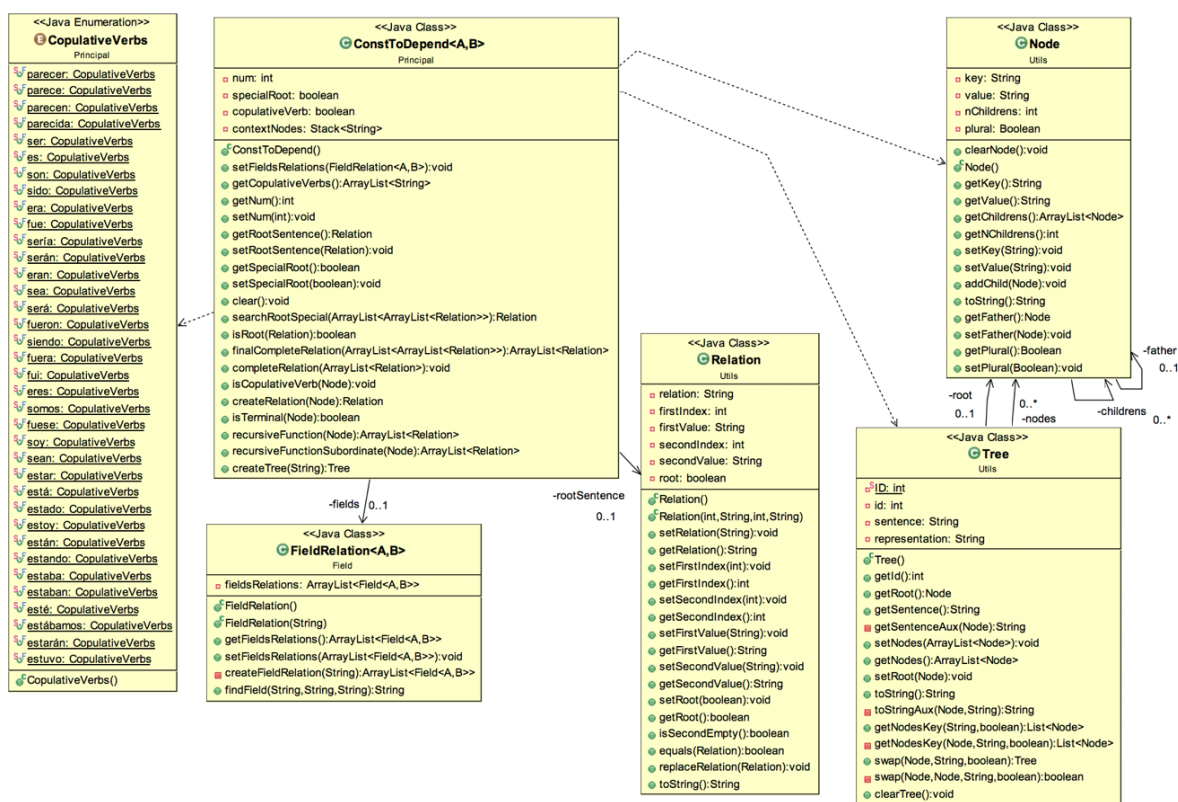 <<Java Enumeration>>
CopulativeVerbs
Principal
parecer: CopulativeVerbs
parece: CopulativeVerbs
parecen: CopulativeVerbs
parecida: CopulativeVerbs
ser: CopulativeVerbs
es: CopulativeVerbs
son: CopulativeVerbs
sido: CopulativeVerbs
era: CopulativeVerbs
fue: CopulativeVerbs
sería: CopulativeVerbs
serán: CopulativeVerbs
eran: CopulativeVerbs
sea: CopulativeVerbs
será: CopulativeVerbs
fueron: CopulativeVerbs
siendo: CopulativeVerbs
fuera: CopulativeVerbs
fui: CopulativeVerbs
eres: CopulativeVerbs
somos: CopulativeVerbs
fuese: CopulativeVerbs
soy: CopulativeVerbs
sean: CopulativeVerbs
estar: CopulativeVerbs
está: CopulativeVerbs
estado: CopulativeVerbs
estoy: CopulativeVerbs
están: CopulativeVerbs
estando: CopulativeVerbs
estaba: CopulativeVerbs
estaban: CopulativeVerbs
esté: CopulativeVerbs
estábamos: CopulativeVerbs
estarán: CopulativeVerbs
estuvo: CopulativeVerbs
CopulativeVerbs()
<<Java Class>>
ConstToDepend<A,B>
Principal
num: int
specialRoot: boolean
copulativeVerb: boolean
contextNodes: Stack<String>
ConstToDepend()
setFieldsRelations(FieldRelation<A,B>):void
getCopulativeVerbs():ArrayList<String>
getNum():int
setNum(int):void
getRootSentence():Relation
setRootSentence(Relation):void
getSpecialRoot():boolean
setSpecialRoot(boolean):void
clear():void
searchRootSpecial(ArrayList<ArrayList<Relation>>):Relation
isRoot(Relation):boolean
finalCompleteRelation(ArrayList<ArrayList<Relation>>):ArrayList<Relation>
completeRelation(ArrayList<Relation>):void
isCopulativeVerb(Node):void
createRelation(Node):Relation
isTerminal(Node):boolean
recursiveFunction(Node):ArrayList<Relation>
recursiveFunctionSubordinate(Node):ArrayList<Relation>
createTree(String):Tree
-fields 0..1
<<Java Class>>
FieldRelation<A,B>
Field
fieldsRelations: ArrayList<Field<A,B>>
FieldRelation()
FieldRelation(String)
getFieldsRelations():ArrayList<Field<A,B>>
setFieldsRelations(ArrayList<Field<A,B>>):void
createFieldRelation(String):ArrayList<Field<A,B>>
findField(String,String,String):String
-rootSentence
0..1
<<Java Class>>
Relation
Utils
relation: String
firstIndex: int
firstValue: String
secondIndex: int
secondValue: String
root: boolean
Relation()
Relation(int,String,int,String)
setRelation(String):void
getRelation():String
setFirstIndex(int):void
getFirstIndex():int
setSecondIndex(int):void
getSecondIndex():int
setFirstValue(String):void
getFirstValue():String
setSecondValue(String):void
getSecondValue():String
setRoot(boolean):void
getRoot():boolean
isSecondEmpty():boolean
equals(Relation):boolean
replaceRelation(Relation):void
toString():String
<<Java Class>>
Node
Utils
key: String
value: String
nChildrens: int
plural: Boolean
clearNode():void
Node()
getKey():String
getValue():String
getChildrens():ArrayList<Node>
getNChildrens():int
setKey(String):void
setValue(String):void
addChild(Node):void
toString():String
getFather():Node
setFather(Node):void
getPlural():Boolean
setPlural(Boolean):void
-father
0..1
-childrens
0..*
-root
0..1
0..*
-nodes
<<Java Class>>
Tree
Utils
ID: int
id: int
sentence: String
representation: String
Tree()
getId():int
getRoot():Node
getSentence():String
getSentenceAux(Node):String
setNodes(ArrayList<Node>):void
getNodes():ArrayList<Node>
setRoot(Node):void
toString():String
toStringAux(Node,String):String
getNodesKey(String,boolean):List<Node>
getNodesKey(Node,String,boolean):List<Node>
swap(Node,String,boolean):Tree
swap(Node,Node,String,boolean):boolean
clearTree():void